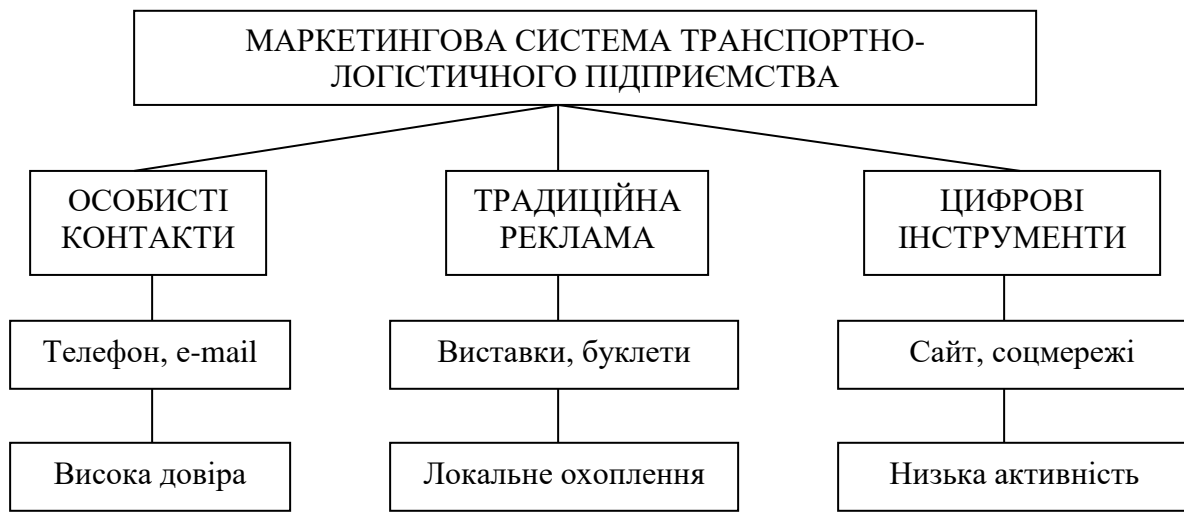 МАРКЕТИНГОВА СИСТЕМА ТРАНСПОРТНО-
ЛОГІСТИЧНОГО ПІДПРИЄМСТВА
ОСОБИСТІ
КОНТАКТИ
ТРАДИЦІЙНА
РЕКЛАМА
ЦИФРОВІ
ІНСТРУМЕНТИ
Телефон, e-mail
Виставки, буклети
Сайт, соцмережі
Висока довіра
Локальне охоплення
Низька активність